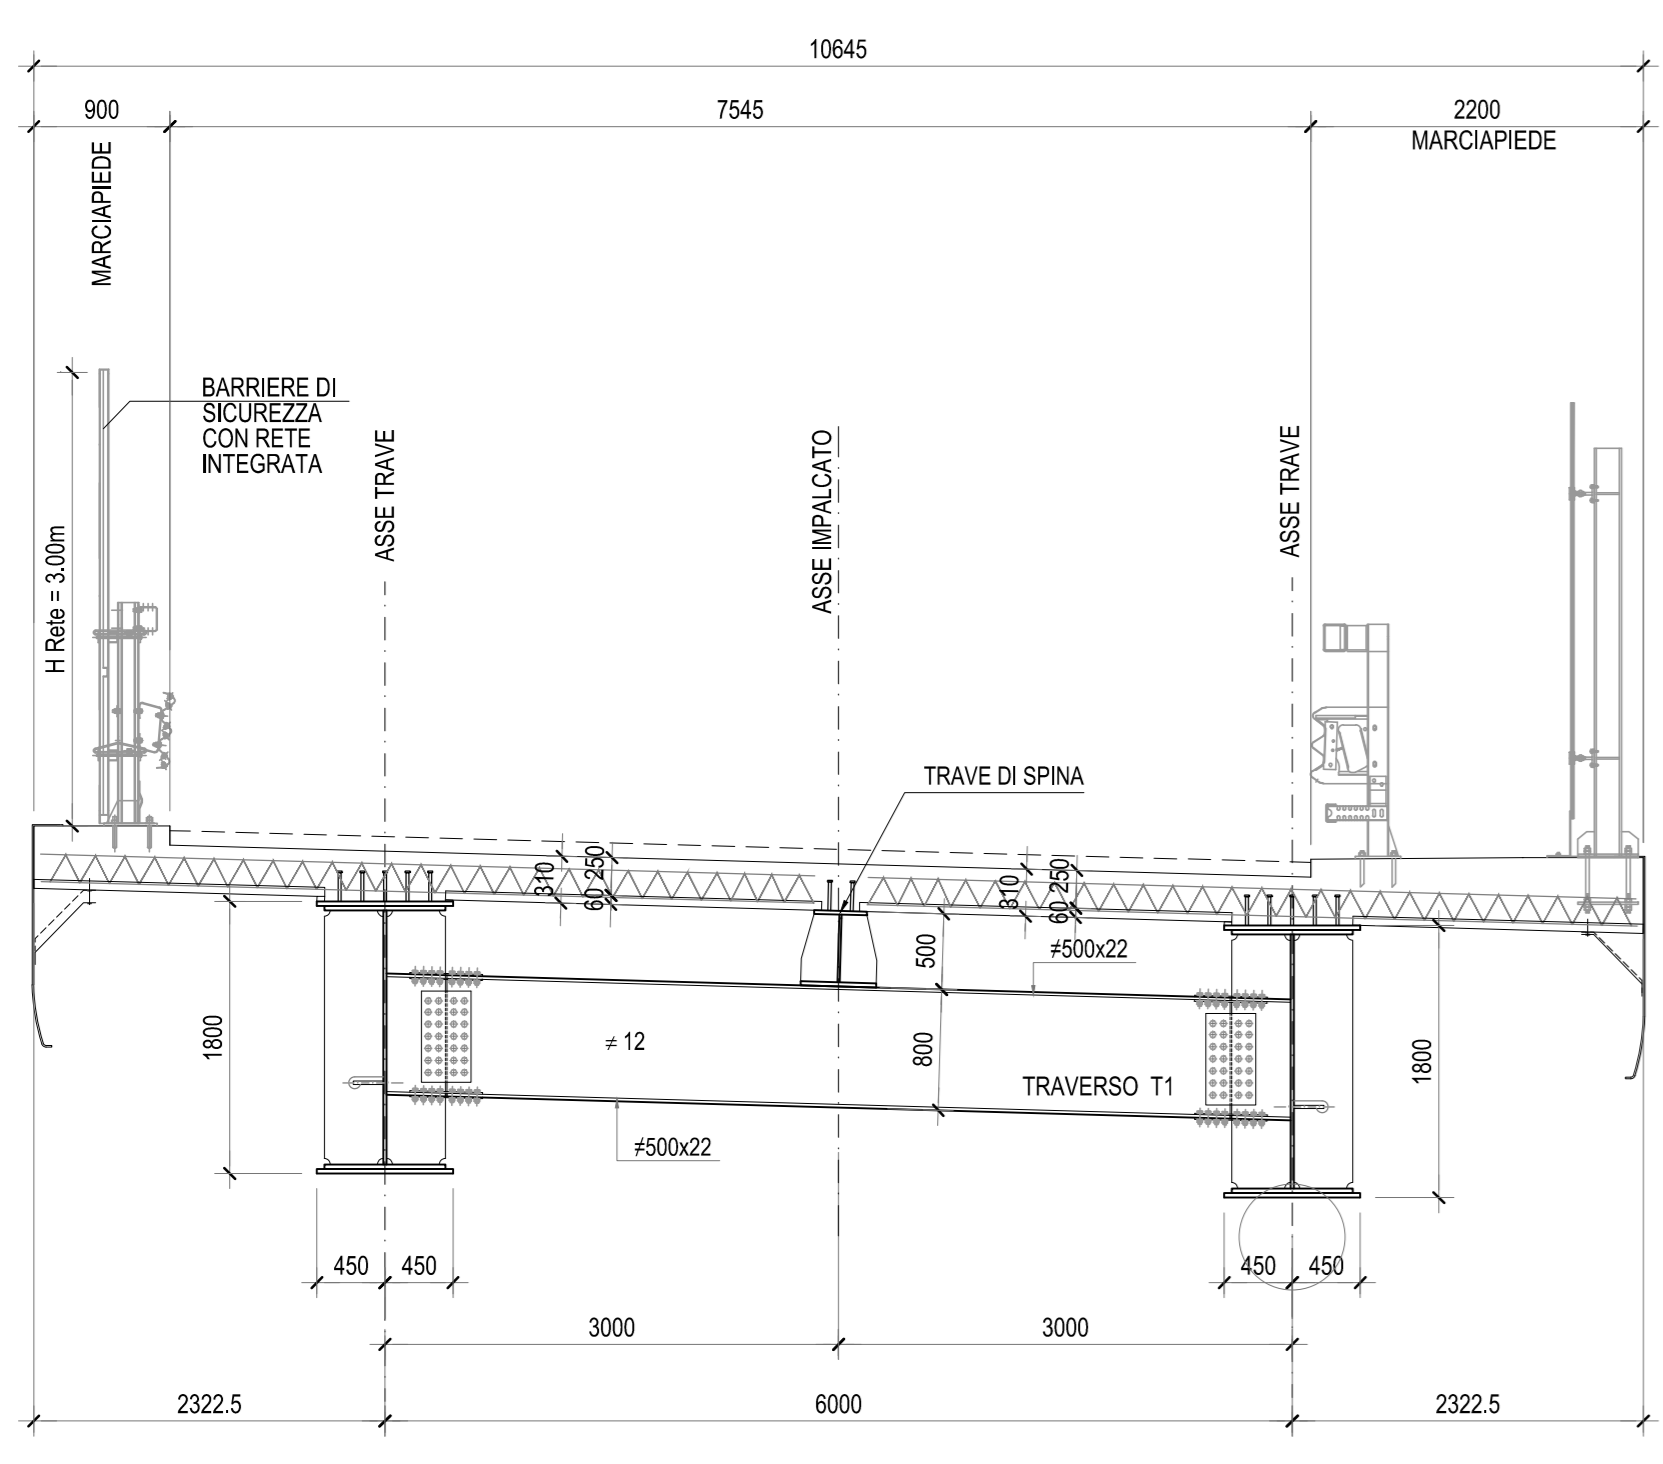 10645
900
7545
2200
MARCIAPIEDE
MARCIAPIEDE
BARRIERE DI
SICUREZZA
CON RETE
INTEGRATA
H Rete = 3.00m
ASSE TRAVE
ASSE IMPALCATO
ASSE TRAVE
TRAVE DI SPINA
310
60 250
310
60 250
500
≠500x22
1800
≠ 12
800
TRAVERSO T1
1800
≠500x22
450
450
450
450
3000
3000
2322.5
6000
2322.5